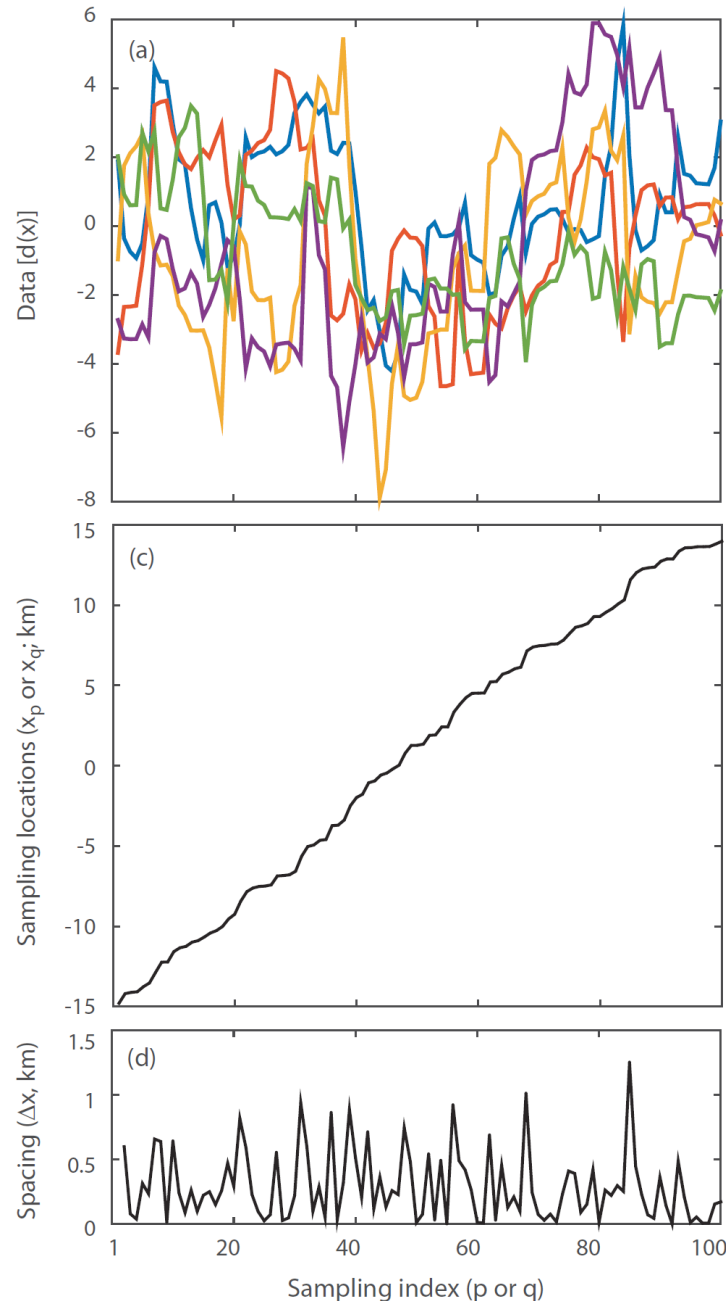 (a)
Data [d(x)]
6
4
2
0
-2
-4
-6
-8
(c)
Sampling locations (xp or xq; km)
15
10
5
0
-5
-10
-15
(d)
Spacing (Δx, km)
1.5
1
0.5
0
1 20 40 60 80 100
Sampling index (p or q)